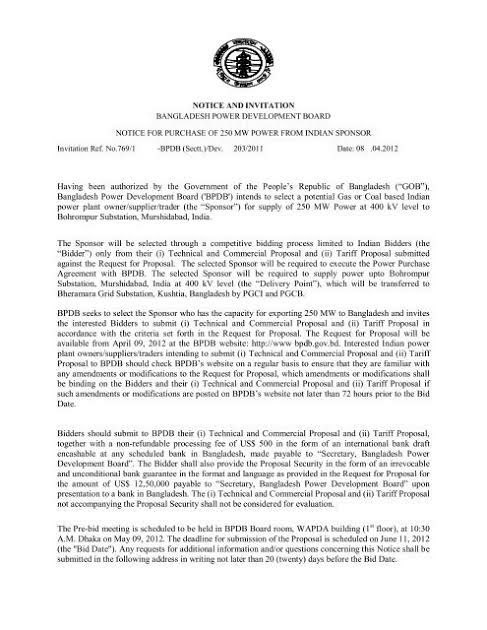 NOTICE AND INVITATION
BANGLADESH POWER DEVELOPMENT BOARD
NOTICE FOR PURCHASE OF 250 MW POWER FROM INDIAN SPONSOR
Invitation Ref. No.769/1 -BPDB (Sectt.)/Dev. 203/2011 Date: 08 .04.2012
Having been authorized by the Government of the People's Republic of Bangladesh ("GOB"),
Bangladesh Power Development Board ('BPDB') intends to select a potential Gas or Coal based Indian
power plant owner/supplier/trader (the "Sponsor") for supply of 250 MW Power at 400 kV level to
Bohrompur Substation, Murshidabad, India.
The Sponsor will be selected through a competitive bidding process limited to Indian Bidders (the
"Bidder") only from their (i) Technical and Commercial Proposal and (ii) Tariff Proposal submitted
against the Request for Proposal. The selected Sponsor will be required to execute the Power Purchase
Agreement with BPDB. The selected Sponsor will be required to supply power upto Bohrompur
Substation, Murshidabad, India at 400 kV level (the "Delivery Point"), which will be transferred to
Bheramara Grid Substation, Kushtia, Bangladesh by PGCI and PGCB.
BPDB seeks to select the Sponsor who has the capacity for exporting 250 MW to Bangladesh and invites
the interested Bidders to submit (i) Technical and Commercial Proposal and (ii) Tariff Proposal in
accordance with the criteria set forth in the Request for Proposal. The Request for Proposal will be
available from April 09, 2012 at the BPDB website: http://www bpdb.gov.bd. Interested Indian power
plant owners/suppliers/traders intending to submit (i) Technical and Commercial Proposal and (ii) Tariff
Proposal to BPDB should check BPDB's website on a regular basis to ensure that they are familiar with
any amendments or modifications to the Request for Proposal, which amendments or modifications shall
be binding on the Bidders and their (i) Technical and Commercial Proposal and (ii) Tariff Proposal if
such amendments or modifications are posted on BPDB's website not later than 72 hours prior to the Bid
Date.
Bidders should submit to BPDB their (i) Technical and Commercial Proposal and (ii) Tariff Proposal,
together with a non-refundable processing fee of US$ 500 in the form of an international bank draft
encashable at any scheduled bank in Bangladesh, made payable to "Secretary, Bangladesh Power
Development Board". The Bidder shall also provide the Proposal Security in the form of an irrevocable
and unconditional bank guarantee in the format and language as provided in the Request for Proposal for
the amount of US$ 12,50,000 payable to "Secretary, Bangladesh Power Development Board" upon
presentation to a bank in Bangladesh. The (i) Technical and Commercial Proposal and (ii) Tariff Proposal
not accompanying the Proposal Security shall not be considered for evaluation.
The Pre-bid meeting is scheduled to be held in BPDB Board room, WAPDA building (1st floor), at 10:30
A.M. Dhaka on May 09, 2012. The deadline for submission of the Proposal is scheduled on June 11, 2012
(the "Bid Date"). Any requests for additional information and/or questions concerning this Notice shall be
submitted in the following address in writing not later than 20 (twenty) days before the Bid Date.